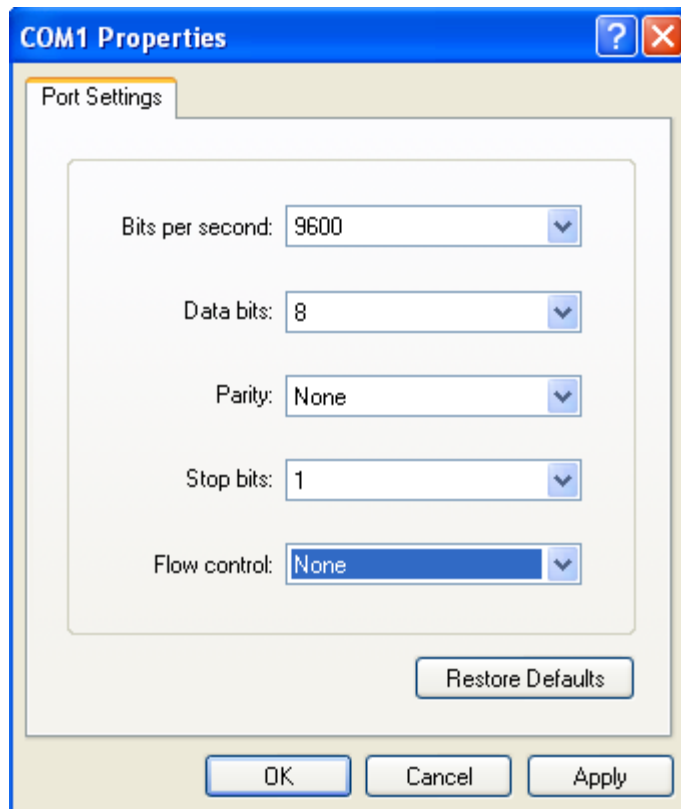 COM1 Properties
Port Settings
Bits per second: 9600
Data bits: 8
Parity: None
Stop bits: 1
Flow control: None
Restore Defaults
OK Cancel Apply